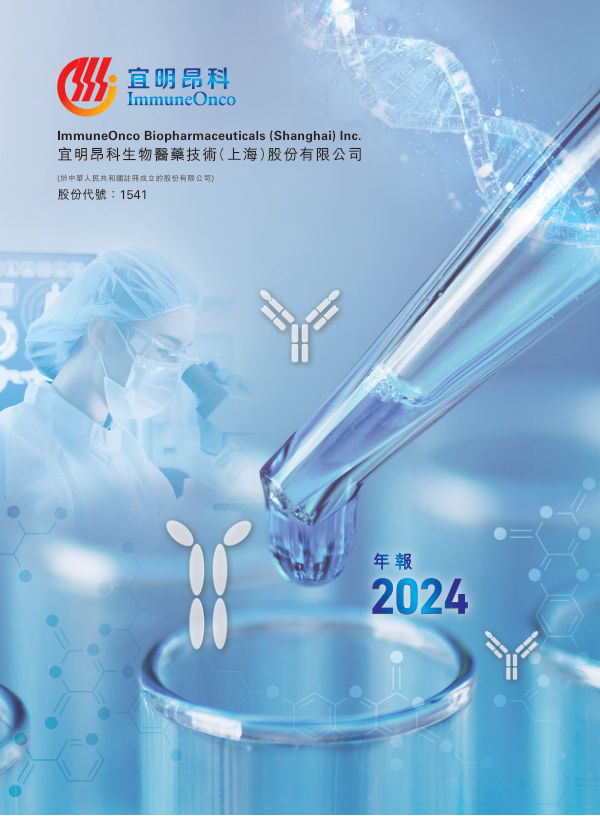 宜明昂科
ImmuneOnco
ImmuneOnco Biopharmaceuticals (Shanghai) Inc.
宜明昂科生物醫藥技術(上海)股份有限公司
(於中華人民共和國註冊成立的股份有限公司)
股份代號：1541
年報
2024